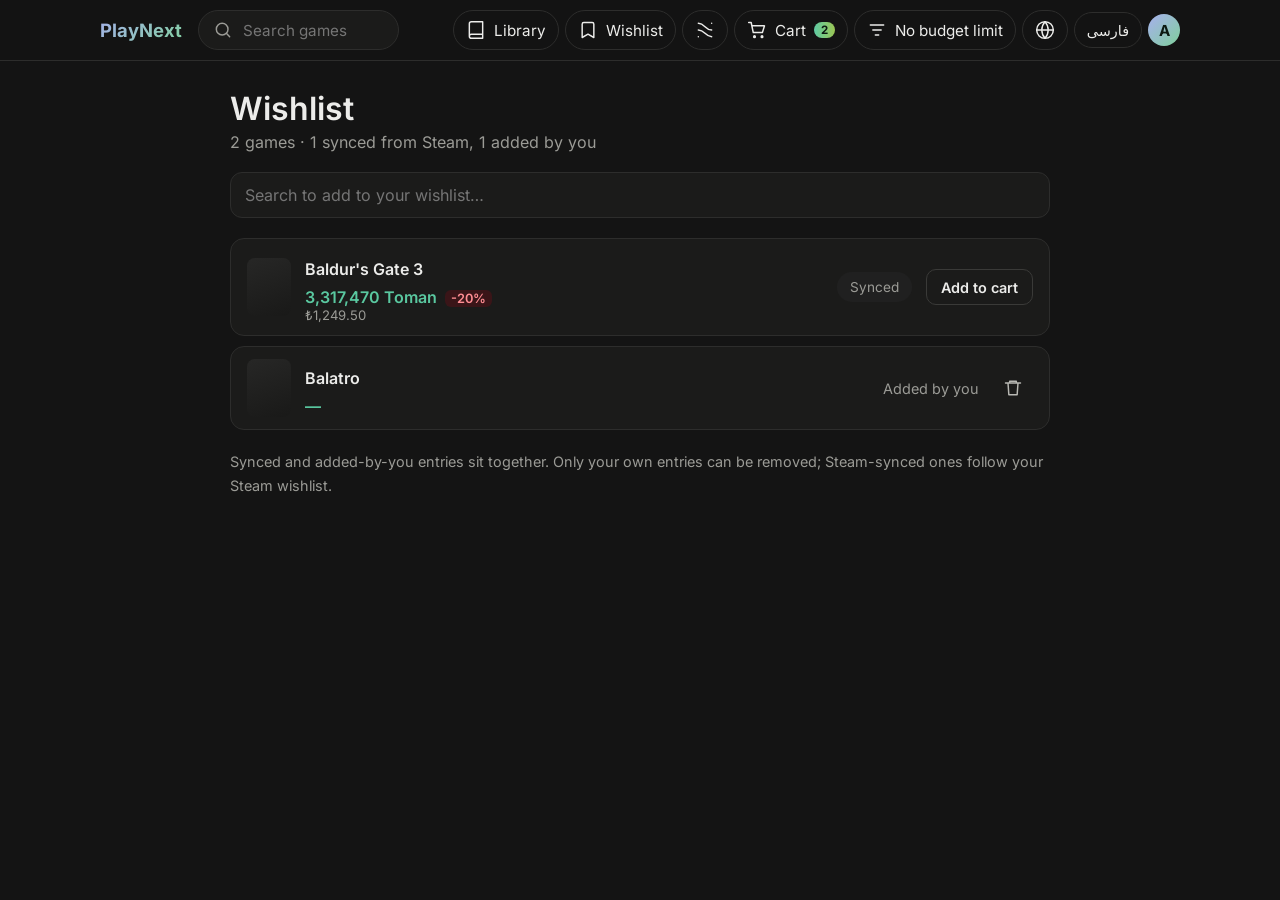 PlayNext
Search games
Library
Wishlist
Cart 2
No budget limit
فارسی
A
Wishlist
2 games · 1 synced from Steam, 1 added by you
Search to add to your wishlist…
Baldur's Gate 3
3,317,470 Toman -20%
₺1,249.50
Synced
Add to cart
Balatro
—
Added by you
Synced and added-by-you entries sit together. Only your own entries can be removed; Steam-synced ones follow your
Steam wishlist.